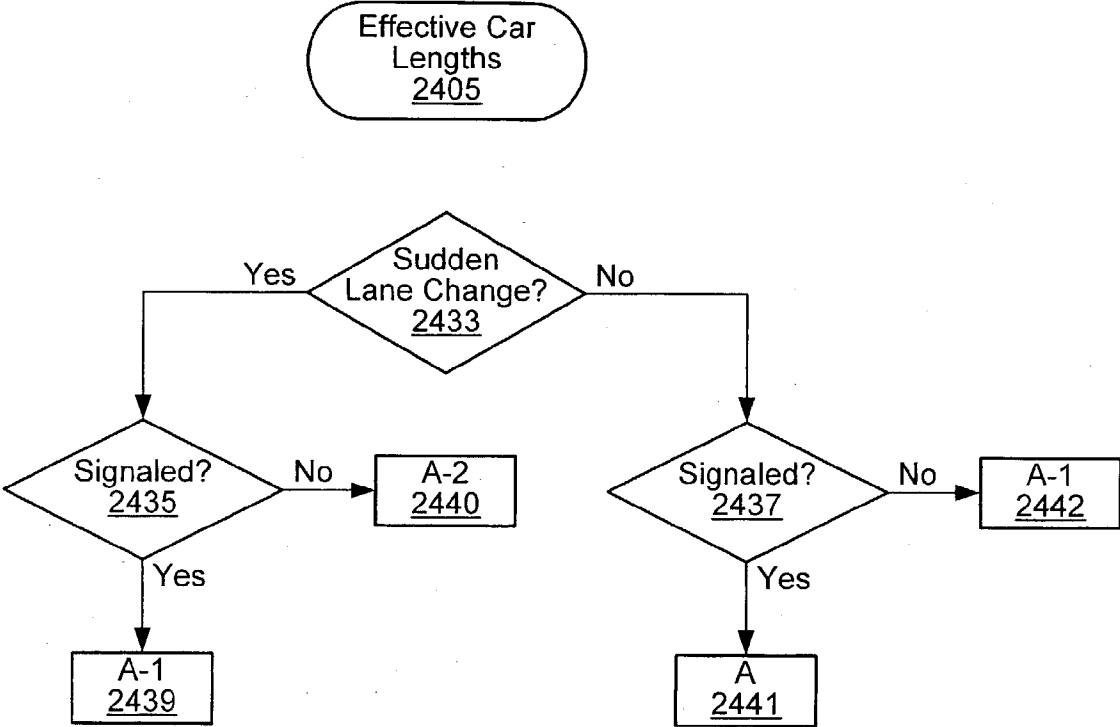 Effective Car
Lengths
2405
Sudden
Lane Change?
2433
Yes
No
Signaled?
2435
No
A-2
2440
Signaled?
2437
No
A-1
2442
Yes
Yes
A-1
2439
A
2441